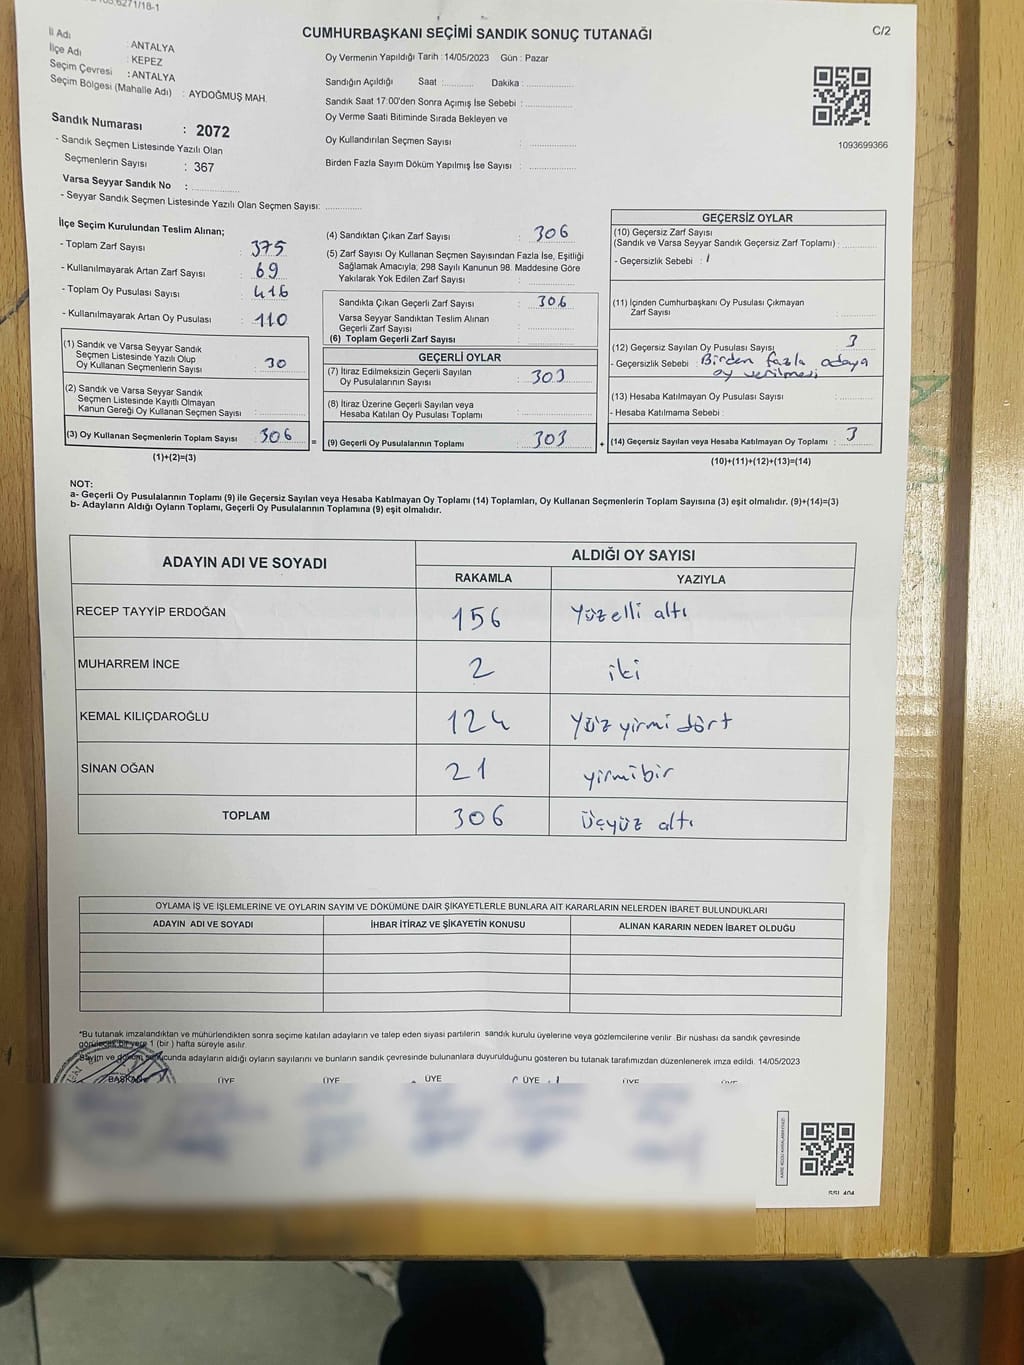 6271/18-1
CUMHURBAŞKANI SEÇİMİ SANDIK SONUÇ TUTANAĞI
C/2
İl Adı : ANTALYA
İlçe Adı : KEPEZ
Seçim Çevresi : ANTALYA
Seçim Bölgesi (Mahalle Adı) : AYDOĞMUŞ MAH.
Oy Vermenin Yapıldığı Tarih : 14/05/2023 Gün : Pazar
Sandığın Açıldığı Saat :........... Dakika :................
Sandık Saat 17:00'den Sonra Açımış İse Sebebi :................
Oy Verme Saati Bitiminde Sırada Bekleyen ve
Oy Kullandırılan Seçmen Sayısı : ................
Birden Fazla Sayım Döküm Yapılmış İse Sayısı : ................
1093699366
Sandık Numarası : 2072
- Sandık Seçmen Listesinde Yazılı Olan
Seçmenlerin Sayısı : 367
Varsa Seyyar Sandık No : ................
- Seyyar Sandık Seçmen Listesinde Yazılı Olan Seçmen Sayısı: ............
İlçe Seçim Kurulundan Teslim Alınan;
- Toplam Zarf Sayısı : 375
- Kullanılmayarak Artan Zarf Sayısı : 69
- Toplam Oy Pusulası Sayısı : 416
- Kullanılmayarak Artan Oy Pusulası : 110
(1) Sandık ve Varsa Seyyar Sandık
Seçmen Listesinde Yazılı Olup
Oy Kullanan Seçmenlerin Sayısı : 30
(2) Sandık ve Varsa Seyyar Sandık
Seçmen Listesinde Kayıtlı Olmayan
Kanun Gereği Oy Kullanan Seçmen Sayısı : ............
(3) Oy Kullanan Seçmenlerin Toplam Sayısı : 306
(1)+(2)=(3)
=
(4) Sandıktan Çıkan Zarf Sayısı : 306
(5) Zarf Sayısı Oy Kullanan Seçmen Sayısından Fazla İse, Eşitliği
Sağlamak Amacıyla; 298 Sayılı Kanunun 98. Maddesine Göre
Yakılarak Yok Edilen Zarf Sayısı : ................
Sandıkta Çıkan Geçerli Zarf Sayısı : 306
Varsa Seyyar Sandıktan Teslim Alınan
Geçerli Zarf Sayısı : ................
(6) Toplam Geçerli Zarf Sayısı : ................
GEÇERLİ OYLAR
(7) İtiraz Edilmeksizin Geçerli Sayılan
Oy Pusulalarının Sayısı : 303
(8) İtiraz Üzerine Geçerli Sayılan veya
Hesaba Katılan Oy Pusulası Toplamı : ................
(9) Geçerli Oy Pusulalarının Toplamı : 303
+
GEÇERSİZ OYLAR
(10) Geçersiz Zarf Sayısı
(Sandık ve Varsa Seyyar Sandık Geçersiz Zarf Toplamı) : ............
- Geçersizlik Sebebi : /
(11) İçinden Cumhurbaşkanı Oy Pusulası Çıkmayan
Zarf Sayısı : ............
(12) Geçersiz Sayılan Oy Pusulası Sayısı : 3
- Geçersizlik Sebebi : Birden fazla adaya
oy verilmesi
(13) Hesaba Katılmayan Oy Pusulası Sayısı : ............
- Hesaba Katılmama Sebebi :
(14) Geçersiz Sayılan veya Hesaba Katılmayan Oy Toplamı : 3
(10)+(11)+(12)+(13)=(14)
NOT:
a- Geçerli Oy Pusulalarının Toplamı (9) ile Geçersiz Sayılan veya Hesaba Katılmayan Oy Toplamı (14) Toplamları, Oy Kullanan Seçmenlerin Toplam Sayısına (3) eşit olmalıdır. (9)+(14)=(3)
b- Adayların Aldığı Oyların Toplamı, Geçerli Oy Pusulalarının Toplamına (9) eşit olmalıdır.
ADAYIN ADI VE SOYADI ALDIĞI OY SAYISI
RAKAMLA YAZIYLA
RECEP TAYYİP ERDOĞAN 156 Yüzelli altı
MUHARREM İNCE 2 iki
KEMAL KILIÇDAROĞLU 124 Yüz yirmi dört
SİNAN OĞAN 21 yirmibir
TOPLAM 306 Üçyüz altı
OYLAMA İŞ VE İŞLEMLERİNE VE OYLARIN SAYIM VE DÖKÜMÜNE DAİR ŞİKAYETLERLE BUNLARA AİT KARARLARIN NELERDEN İBARET BULUNDUKLARI
ADAYIN ADI VE SOYADI İHBAR İTİRAZ VE ŞİKAYETİN KONUSU ALINAN KARARIN NEDEN İBARET OLDUĞU
*Bu tutanak imzalandıktan ve mühürlendikten sonra seçime katılan adayların ve talep eden siyasi partilerin sandık kurulu üyelerine veya gözlemcilerine verilir. Bir nüshası da sandık çevresinde
görülecek bir yere 1 (bir) hafta süreyle asılır.
Sayım ve döküm sonucunda adayların aldığı oyların sayılarını ve bunların sandık çevresinde bulunanlara duyurulduğunu gösteren bu tutanak tarafımızdan düzenlenerek imza edildi. 14/05/2023
BAŞKAN ÜYE ÜYE ÜYE ÜYE ÜYE ÜYE